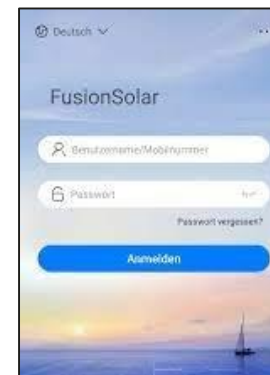 Deutsch
FusionSolar
Benutzername/Mobilnummer
Passwort
Passwort vergessen?
Anmelden